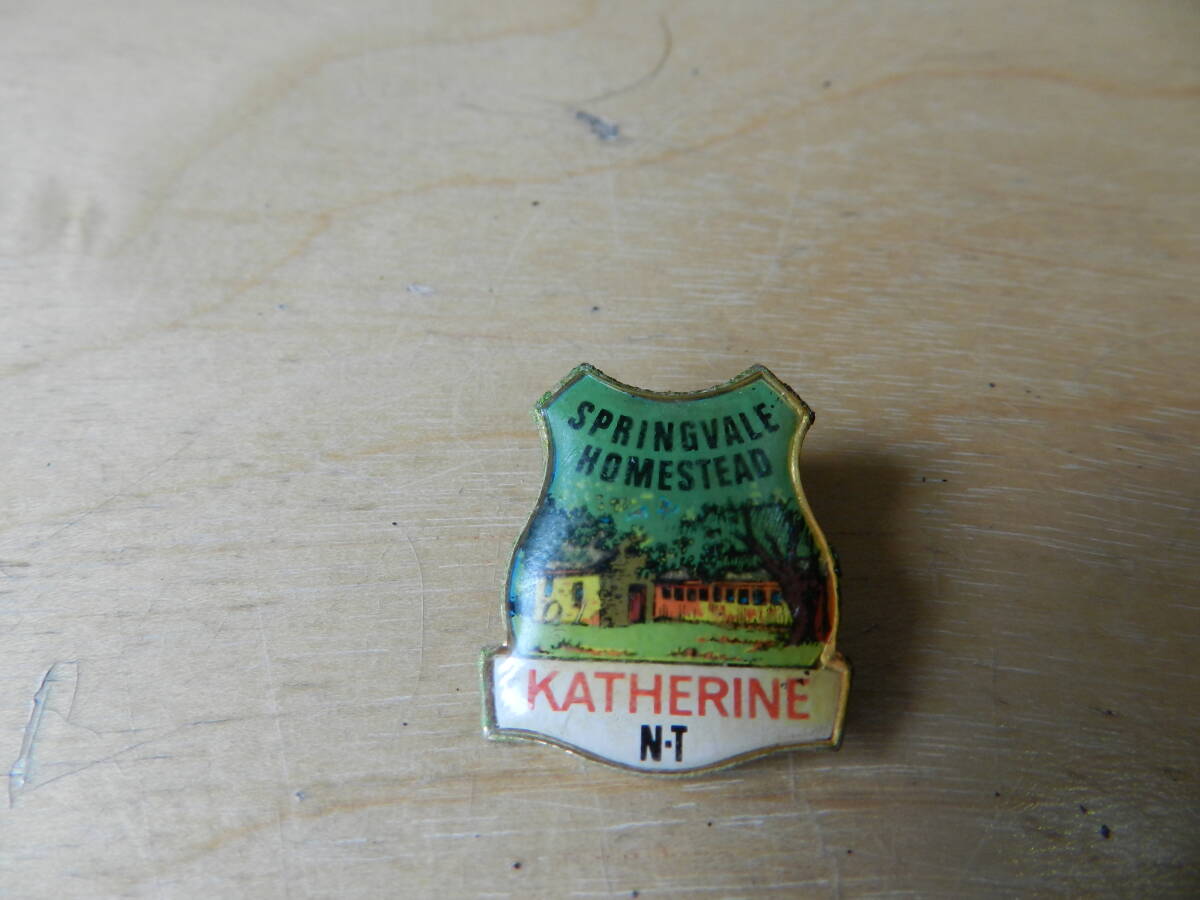 SPRINGVALE
HOMESTEAD
KATHERINE
N·T